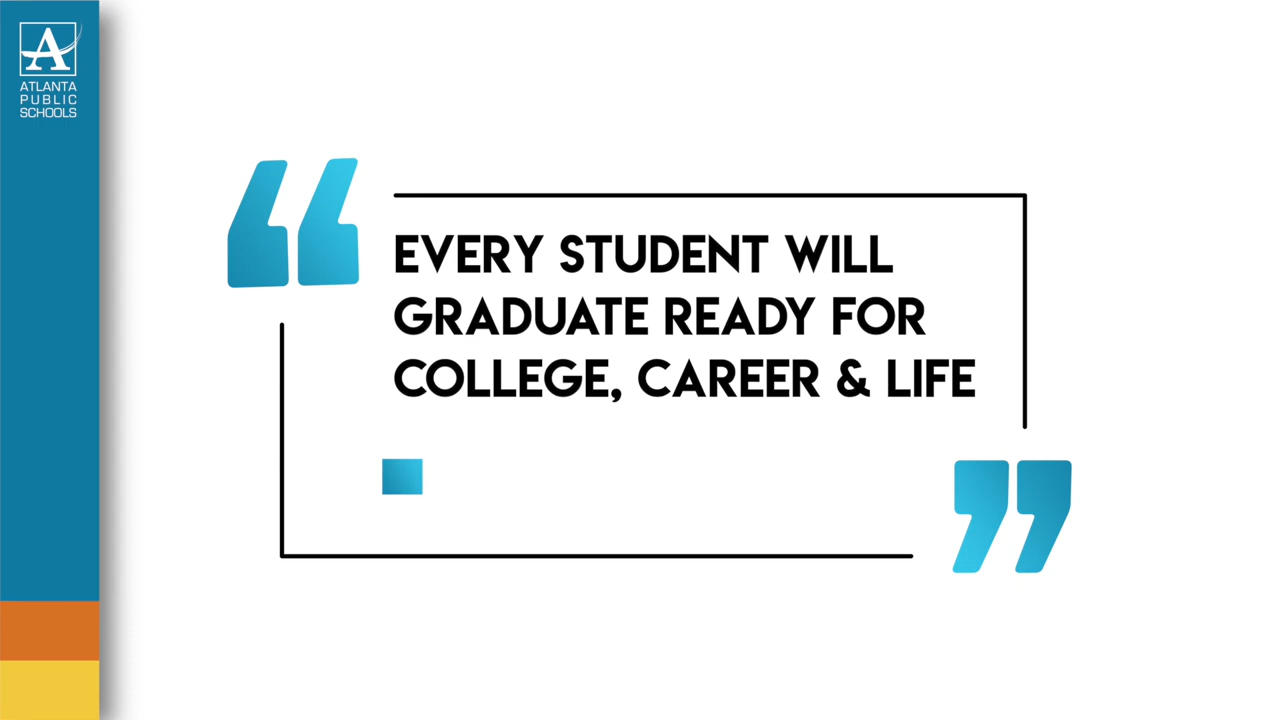 A
ATLANTA
PUBLIC
SCHOOLS
“
EVERY STUDENT WILL
GRADUATE READY FOR
COLLEGE, CAREER & LIFE
”